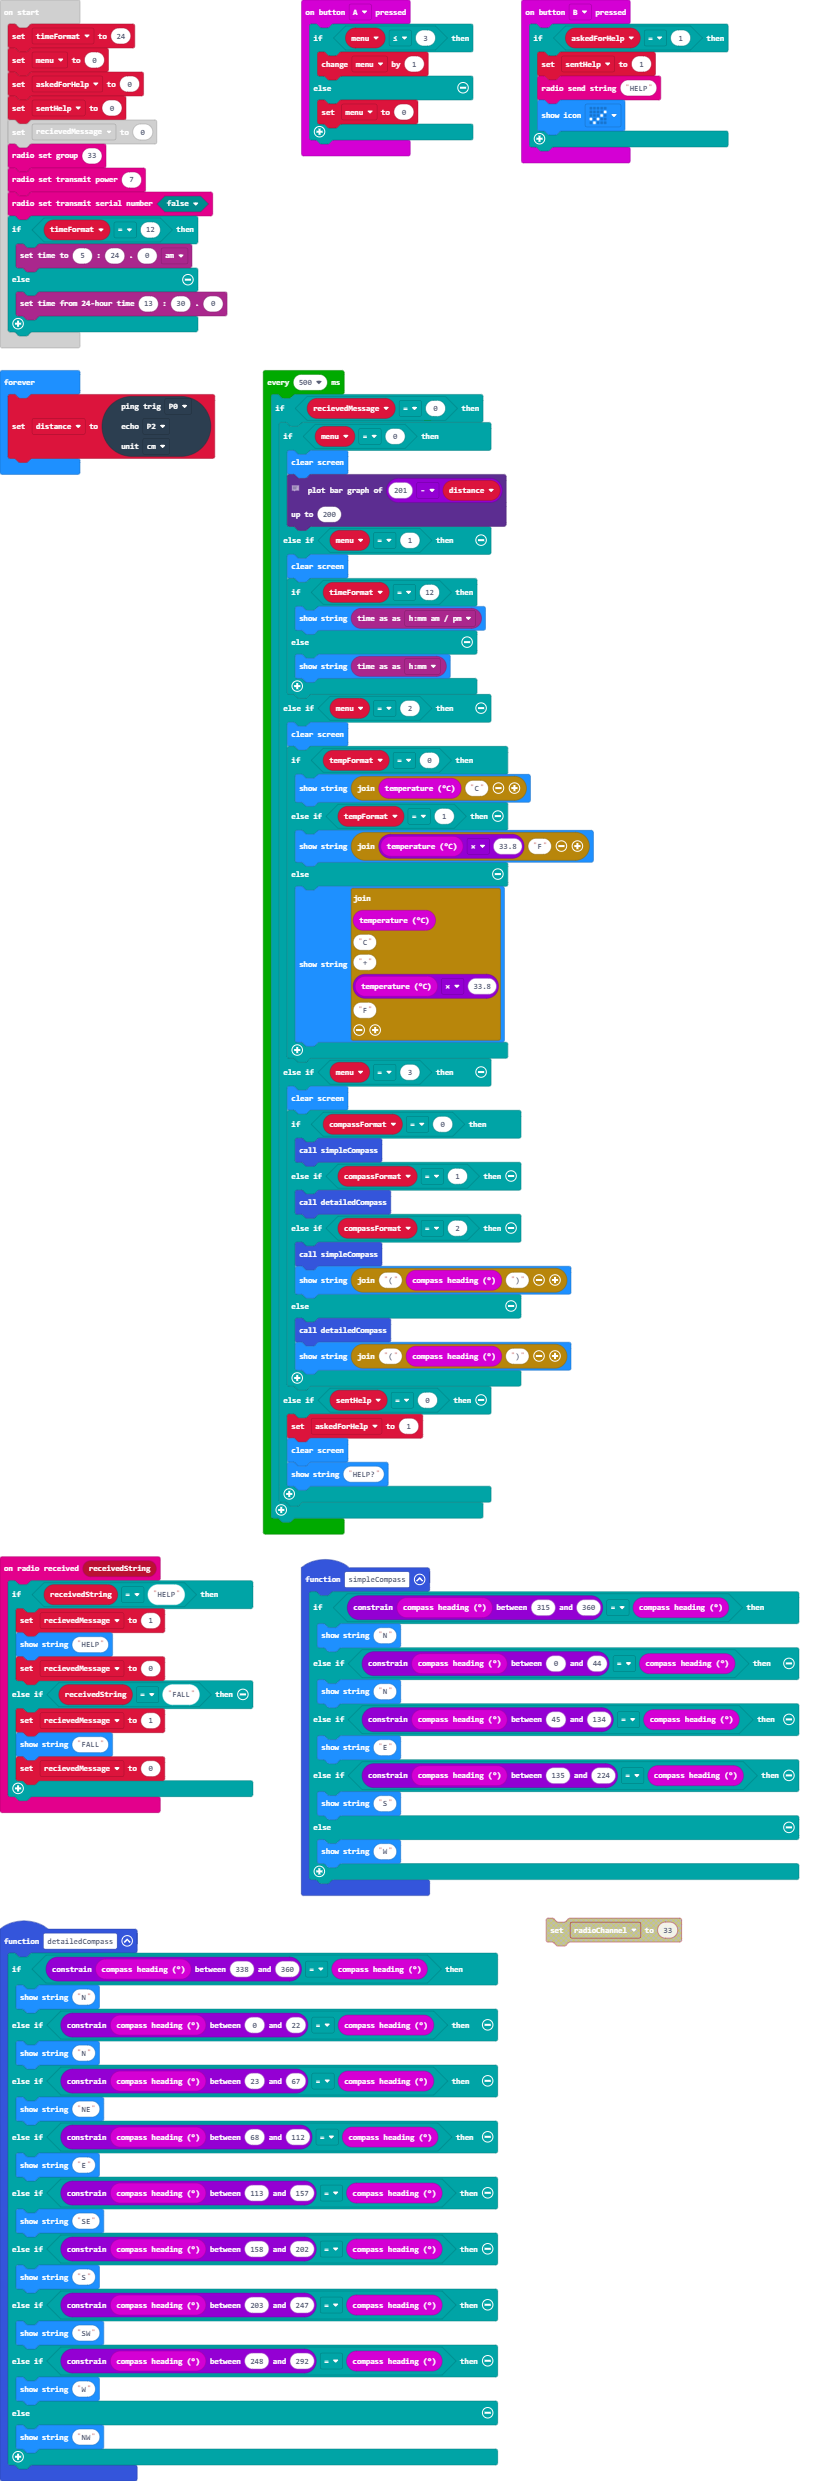 on start
set timeFormat to 24
set menu to 0
set askedForHelp to 0
set sentHelp to 0
set recievedMessage to 0
radio set group 33
radio set transmit power 7
radio set transmit serial number false
if timeFormat = 12 then
set time to 5 : 24 . 0 am
else
set time from 24-hour time 13 : 30 . 0
on button A pressed
if menu ≤ 3 then
change menu by 1
else
set menu to 0
on button B pressed
if askedForHelp = 1 then
set sentHelp to 1
radio send string "HELP"
show icon
forever
set distance to
ping trig P0
echo P2
unit cm
every 500 ms
if recievedMessage = 0 then
if menu = 0 then
clear screen
plot bar graph of 201 - distance
up to 200
else if menu = 1 then
clear screen
if timeFormat = 12 then
show string time as as h:mm am / pm
else
show string time as as h:mm
else if menu = 2 then
clear screen
if tempFormat = 0 then
show string join temperature (°C) "C"
else if tempFormat = 1 then
show string join temperature (°C) × 33.8 "F"
else
show string
join
temperature (°C)
"C"
"+"
temperature (°C) × 33.8
"F"
else if menu = 3 then
clear screen
if compassFormat = 0 then
call simpleCompass
else if compassFormat = 1 then
call detailedCompass
else if compassFormat = 2 then
call simpleCompass
show string join "(" compass heading (°) ")"
else
call detailedCompass
show string join "(" compass heading (°) ")"
else if sentHelp = 0 then
set askedForHelp to 1
clear screen
show string "HELP?"
on radio received receivedString
if receivedString = "HELP" then
set recievedMessage to 1
show string "HELP"
set recievedMessage to 0
else if receivedString = "FALL" then
set recievedMessage to 1
show string "FALL"
set recievedMessage to 0
function simpleCompass
if constrain compass heading (°) between 315 and 360 = compass heading (°) then
show string "N"
else if constrain compass heading (°) between 0 and 44 = compass heading (°) then
show string "N"
else if constrain compass heading (°) between 45 and 134 = compass heading (°) then
show string "E"
else if constrain compass heading (°) between 135 and 224 = compass heading (°) then
show string "S"
else
show string "W"
function detailedCompass
if constrain compass heading (°) between 338 and 360 = compass heading (°) then
show string "N"
else if constrain compass heading (°) between 0 and 22 = compass heading (°) then
show string "N"
else if constrain compass heading (°) between 23 and 67 = compass heading (°) then
show string "NE"
else if constrain compass heading (°) between 68 and 112 = compass heading (°) then
show string "E"
else if constrain compass heading (°) between 113 and 157 = compass heading (°) then
show string "SE"
else if constrain compass heading (°) between 158 and 202 = compass heading (°) then
show string "S"
else if constrain compass heading (°) between 203 and 247 = compass heading (°) then
show string "SW"
else if constrain compass heading (°) between 248 and 292 = compass heading (°) then
show string "W"
else
show string "NW"
set radioChannel to 33